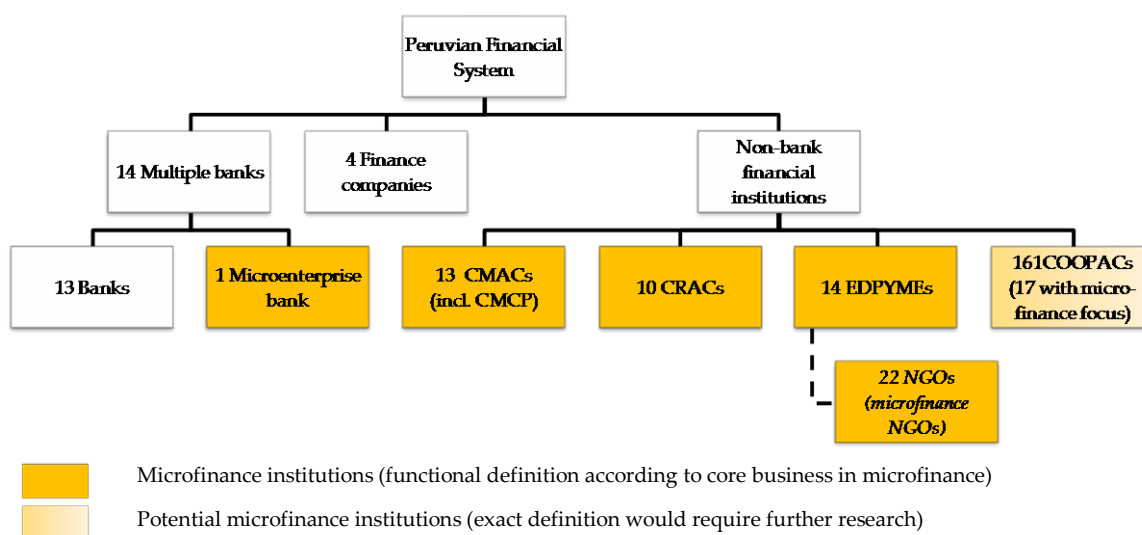 Peruvian Financial
System
14 Multiple banks
4 Finance
companies
Non-bank
financial
institutions
13 Banks
1 Microenterprise
bank
13 CMACs
(incl. CMCP)
10 CRACs
14 EDPYMEs
161COOPACs
(17 with micro-
finance focus)
22 NGOs
(microfinance
NGOs)
Microfinance institutions (functional definition according to core business in microfinance)
Potential microfinance institutions (exact definition would require further research)